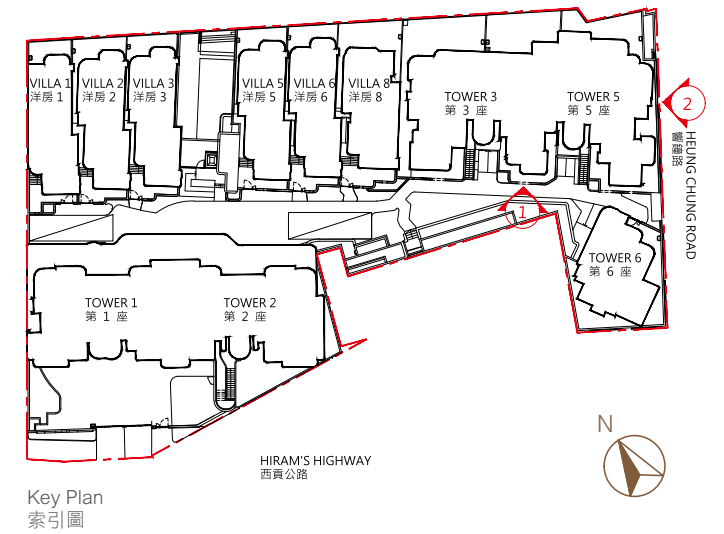 VILLA 1
洋房 1
VILLA 2
洋房 2
VILLA 3
洋房 3
VILLA 5
洋房 5
VILLA 6
洋房 6
VILLA 8
洋房 8
TOWER 3
第 3 座
TOWER 5
第 5 座
2
HEUNG CHUNG ROAD
響鐘路
1
TOWER 6
第 6 座
TOWER 1
第 1 座
TOWER 2
第 2 座
HIRAM'S HIGHWAY
西貢公路
N
Key Plan
索引圖